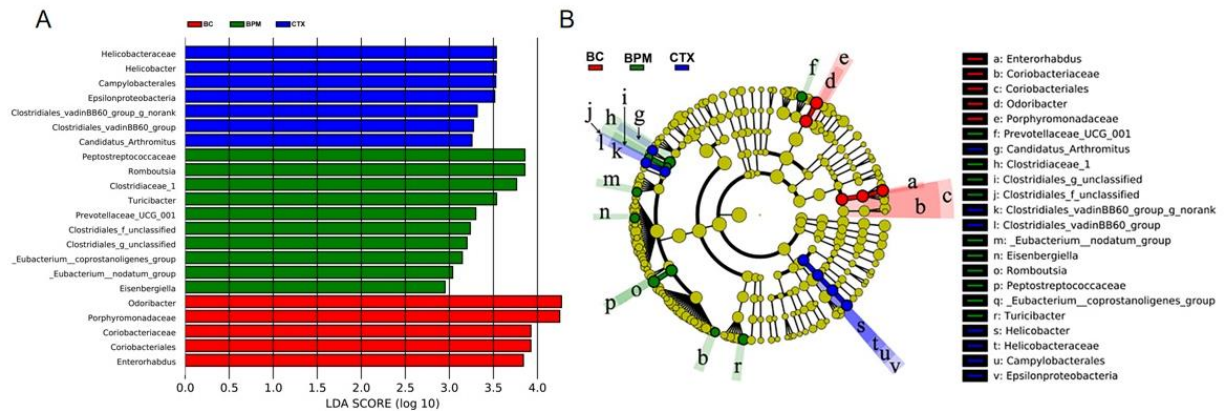 A
BC BPM CTX
Helicobacteraceae
Helicobacter
Campylobacterales
Epsilonproteobacteria
Clostridiales_vadinBB60_group_g_norank
Clostridiales_vadinBB60_group
Candidatus_Arthromitus
Peptostreptococcaceae
Romboutsia
Clostridiaceae_1
Turicibacter
Prevotellaceae_UCG_001
Clostridiales_f_unclassified
Clostridiales_g_unclassified
_Eubacterium_coprostanoligenes_group
_Eubacterium__nodatum_group
Eisenbergiella
Odoribacter
Porphyromonadaceae
Coriobacteriaceae
Coriobacteriales
Enterorhabdus
0.0 0.5 1.0 1.5 2.0 2.5 3.0 3.5 4.0
LDA SCORE (log 10)
B
BC BPM CTX
e
f
d
i
j
h
g
l
k
m
n
o
p
b
r
a
b
c
s
t
u
v
a: Enterorhabdus
b: Coriobacteriaceae
c: Coriobacteriales
d: Odoribacter
e: Porphyromonadaceae
f: Prevotellaceae_UCG_001
g: Candidatus_Arthromitus
h: Clostridiaceae_1
i: Clostridiales_g_unclassified
j: Clostridiales_f_unclassified
k: Clostridiales_vadinBB60_group_g_norank
l: Clostridiales_vadinBB60_group
m: _Eubacterium__nodatum_group
n: Eisenbergiella
o: Romboutsia
p: Peptostreptococcaceae
q: _Eubacterium__coprostanoligenes_group
r: Turicibacter
s: Helicobacter
t: Helicobacteraceae
u: Campylobacterales
v: Epsilonproteobacteria